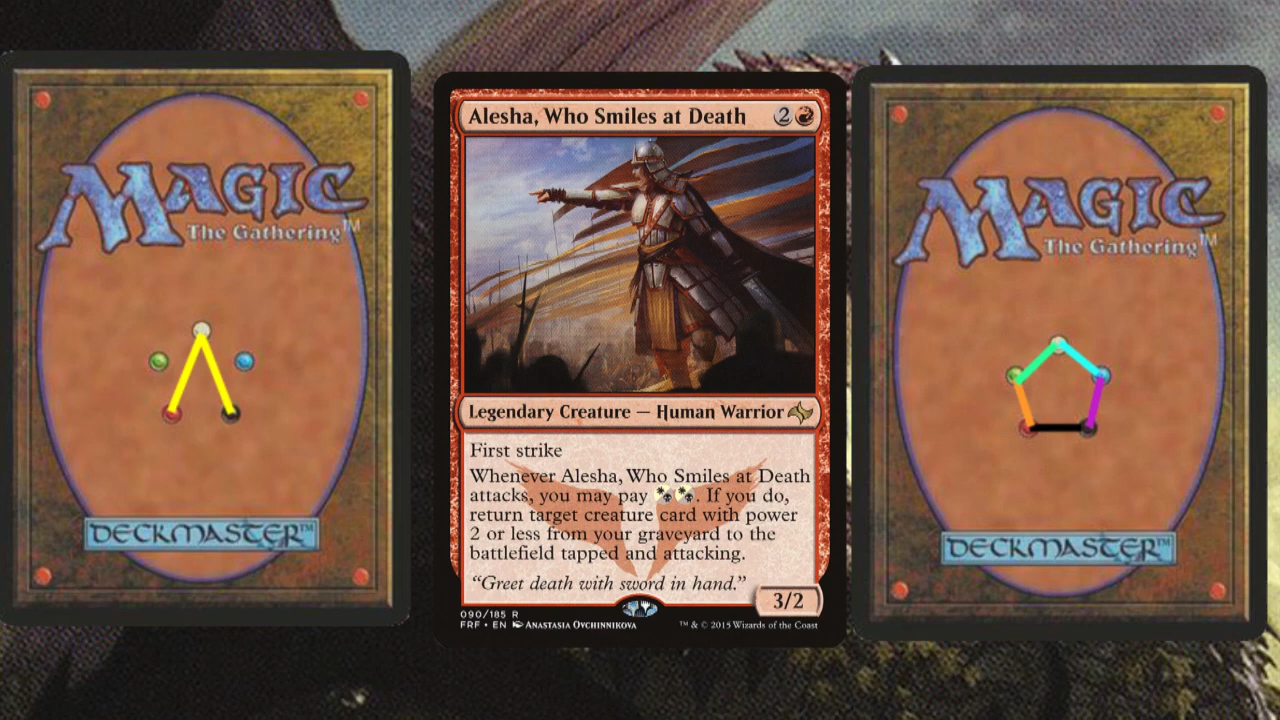 MAGIC
The Gathering™
DECKMASTER™
Alesha, Who Smiles at Death 2
Legendary Creature — Human Warrior
First strike
Whenever Alesha, Who Smiles at Death
attacks, you may pay . If you do,
return target creature card with power
2 or less from your graveyard to the
battlefield tapped and attacking.
“Greet death with sword in hand.”
3/2
090/185 R
FRF • EN Anastasia Ovchinnikova
™ & © 2015 Wizards of the Coast
MAGIC
The Gathering™
DECKMASTER™